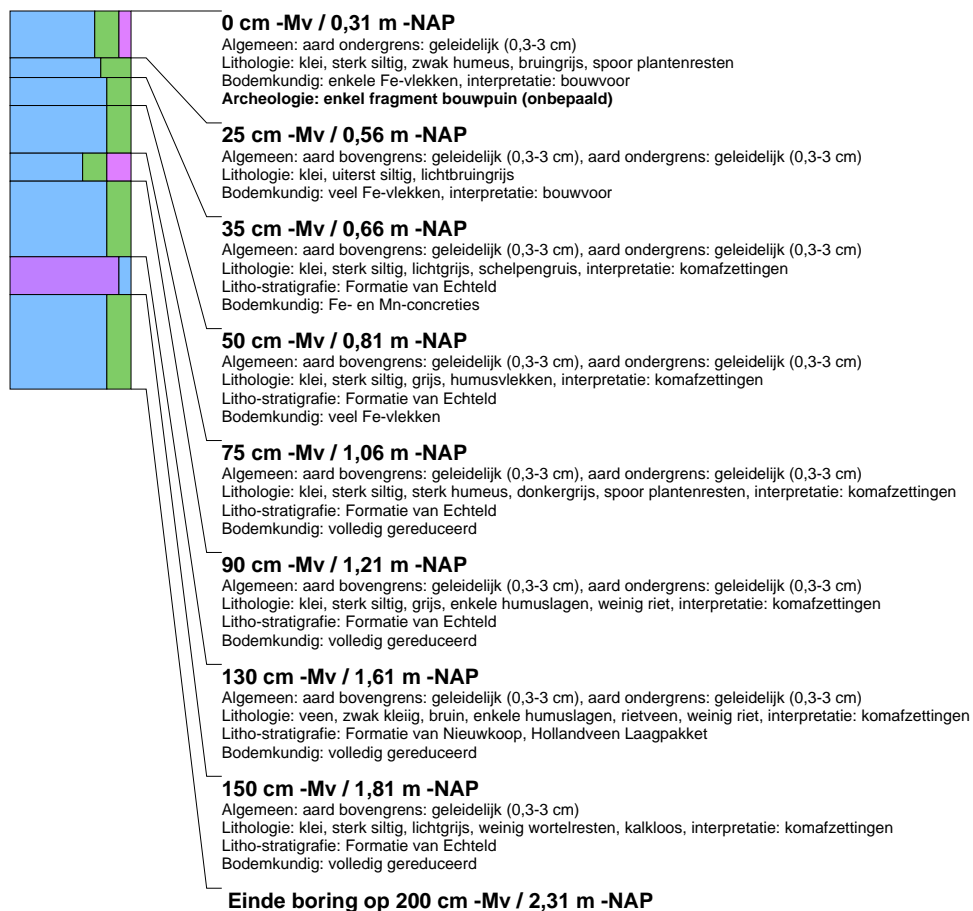 0 cm -Mv / 0,31 m -NAP
Algemeen: aard ondergrens: geleidelijk (0,3-3 cm)
Lithologie: klei, sterk siltig, zwak humeus, bruingrijs, spoor plantenresten
Bodemkundig: enkele Fe-vlekken, interpretatie: bouwvoor
Archeologie: enkel fragment bouwpuin (onbepaald)
25 cm -Mv / 0,56 m -NAP
Algemeen: aard bovengrens: geleidelijk (0,3-3 cm), aard ondergrens: geleidelijk (0,3-3 cm)
Lithologie: klei, uiterst siltig, lichtbruingrijs
Bodemkundig: veel Fe-vlekken, interpretatie: bouwvoor
35 cm -Mv / 0,66 m -NAP
Algemeen: aard bovengrens: geleidelijk (0,3-3 cm), aard ondergrens: geleidelijk (0,3-3 cm)
Lithologie: klei, sterk siltig, lichtgrijs, schelpengruis, interpretatie: komafzettingen
Litho-stratigrafie: Formatie van Echteld
Bodemkundig: Fe- en Mn-concreties
50 cm -Mv / 0,81 m -NAP
Algemeen: aard bovengrens: geleidelijk (0,3-3 cm), aard ondergrens: geleidelijk (0,3-3 cm)
Lithologie: klei, sterk siltig, grijs, humusvlekken, interpretatie: komafzettingen
Litho-stratigrafie: Formatie van Echteld
Bodemkundig: veel Fe-vlekken
75 cm -Mv / 1,06 m -NAP
Algemeen: aard bovengrens: geleidelijk (0,3-3 cm), aard ondergrens: geleidelijk (0,3-3 cm)
Lithologie: klei, sterk siltig, sterk humeus, donkergrijs, spoor plantenresten, interpretatie: komafzettingen
Litho-stratigrafie: Formatie van Echteld
Bodemkundig: volledig gereduceerd
90 cm -Mv / 1,21 m -NAP
Algemeen: aard bovengrens: geleidelijk (0,3-3 cm), aard ondergrens: geleidelijk (0,3-3 cm)
Lithologie: klei, sterk siltig, grijs, enkele humuslagen, weinig riet, interpretatie: komafzettingen
Litho-stratigrafie: Formatie van Echteld
Bodemkundig: volledig gereduceerd
130 cm -Mv / 1,61 m -NAP
Algemeen: aard bovengrens: geleidelijk (0,3-3 cm), aard ondergrens: geleidelijk (0,3-3 cm)
Lithologie: veen, zwak kleiig, bruin, enkele humuslagen, rietveen, weinig riet, interpretatie: komafzettingen
Litho-stratigrafie: Formatie van Nieuwkoop, Hollandveen Laagpakket
Bodemkundig: volledig gereduceerd
150 cm -Mv / 1,81 m -NAP
Algemeen: aard bovengrens: geleidelijk (0,3-3 cm)
Lithologie: klei, sterk siltig, lichtgrijs, weinig wortelresten, kalkloos, interpretatie: komafzettingen
Litho-stratigrafie: Formatie van Echteld
Bodemkundig: volledig gereduceerd
Einde boring op 200 cm -Mv / 2,31 m -NAP